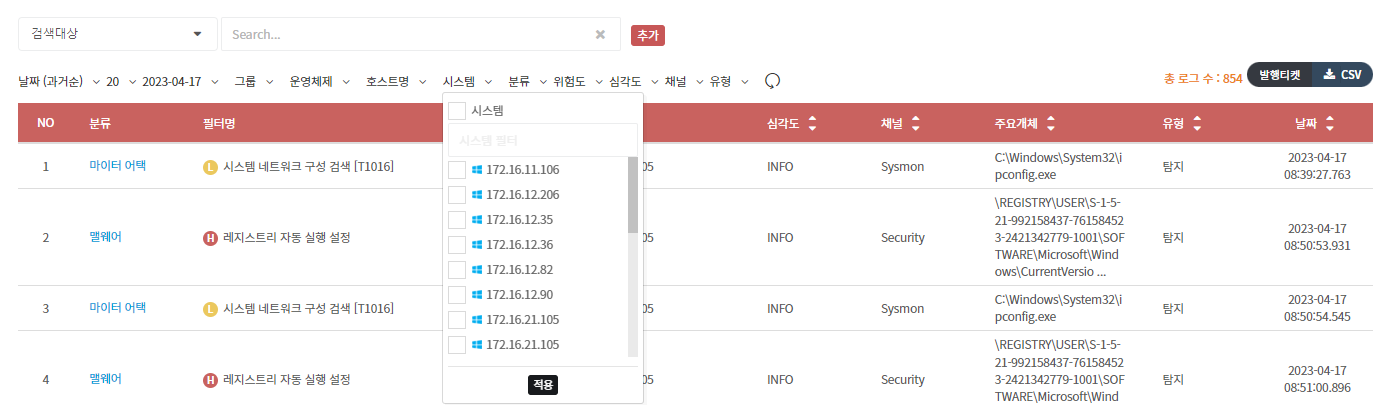 검색대상
Search...
추가
날짜 (과거순) 20 2023-04-17 그룹 운영체제 호스트명 시스템 분류 위험도 심각도 채널 유형
총 로그 수 : 854 발행티켓 CSV
NO 분류 필터명 심각도 채널 주요개체 유형 날짜
시스템
시스템 필터
172.16.11.106
172.16.12.206
172.16.12.35
172.16.12.36
172.16.12.82
172.16.12.90
172.16.21.105
172.16.21.105
적용
1 마이터 어택 L 시스템 네트워크 구성 검색 [T1016] 05 INFO Sysmon C:\Windows\System32\i 탐지 2023-04-17
pconfig.exe 08:39:27.763
2 맬웨어 H 레지스트리 자동 실행 설정 05 INFO Security \REGISTRY\USER\S-1-5- 탐지 2023-04-17
21-992158437-76158452 08:50:53.931
3-2421342779-1001\SOF
TWARE\Microsoft\Wind
ows\CurrentVersio ...
3 마이터 어택 L 시스템 네트워크 구성 검색 [T1016] 05 INFO Sysmon C:\Windows\System32\i 탐지 2023-04-17
pconfig.exe 08:50:54.545
4 맬웨어 H 레지스트리 자동 실행 설정 05 INFO Security \REGISTRY\USER\S-1-5- 탐지 2023-04-17
21-992158437-76158452 08:51:00.896
3-2421342779-1001\SOF
TWARE\Microsoft\Wind